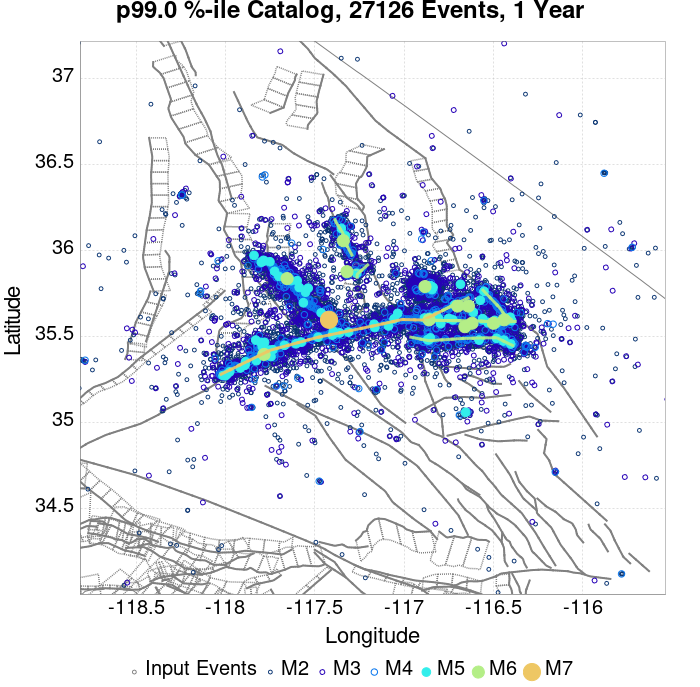 p99.0 %-ile Catalog, 27126 Events, 1 Year
37
36.5
36
35.5
35
34.5
Latitude
-118.5 -118 -117.5 -117 -116.5 -116
Longitude
Input Events M2 M3 M4 M5 M6 M7